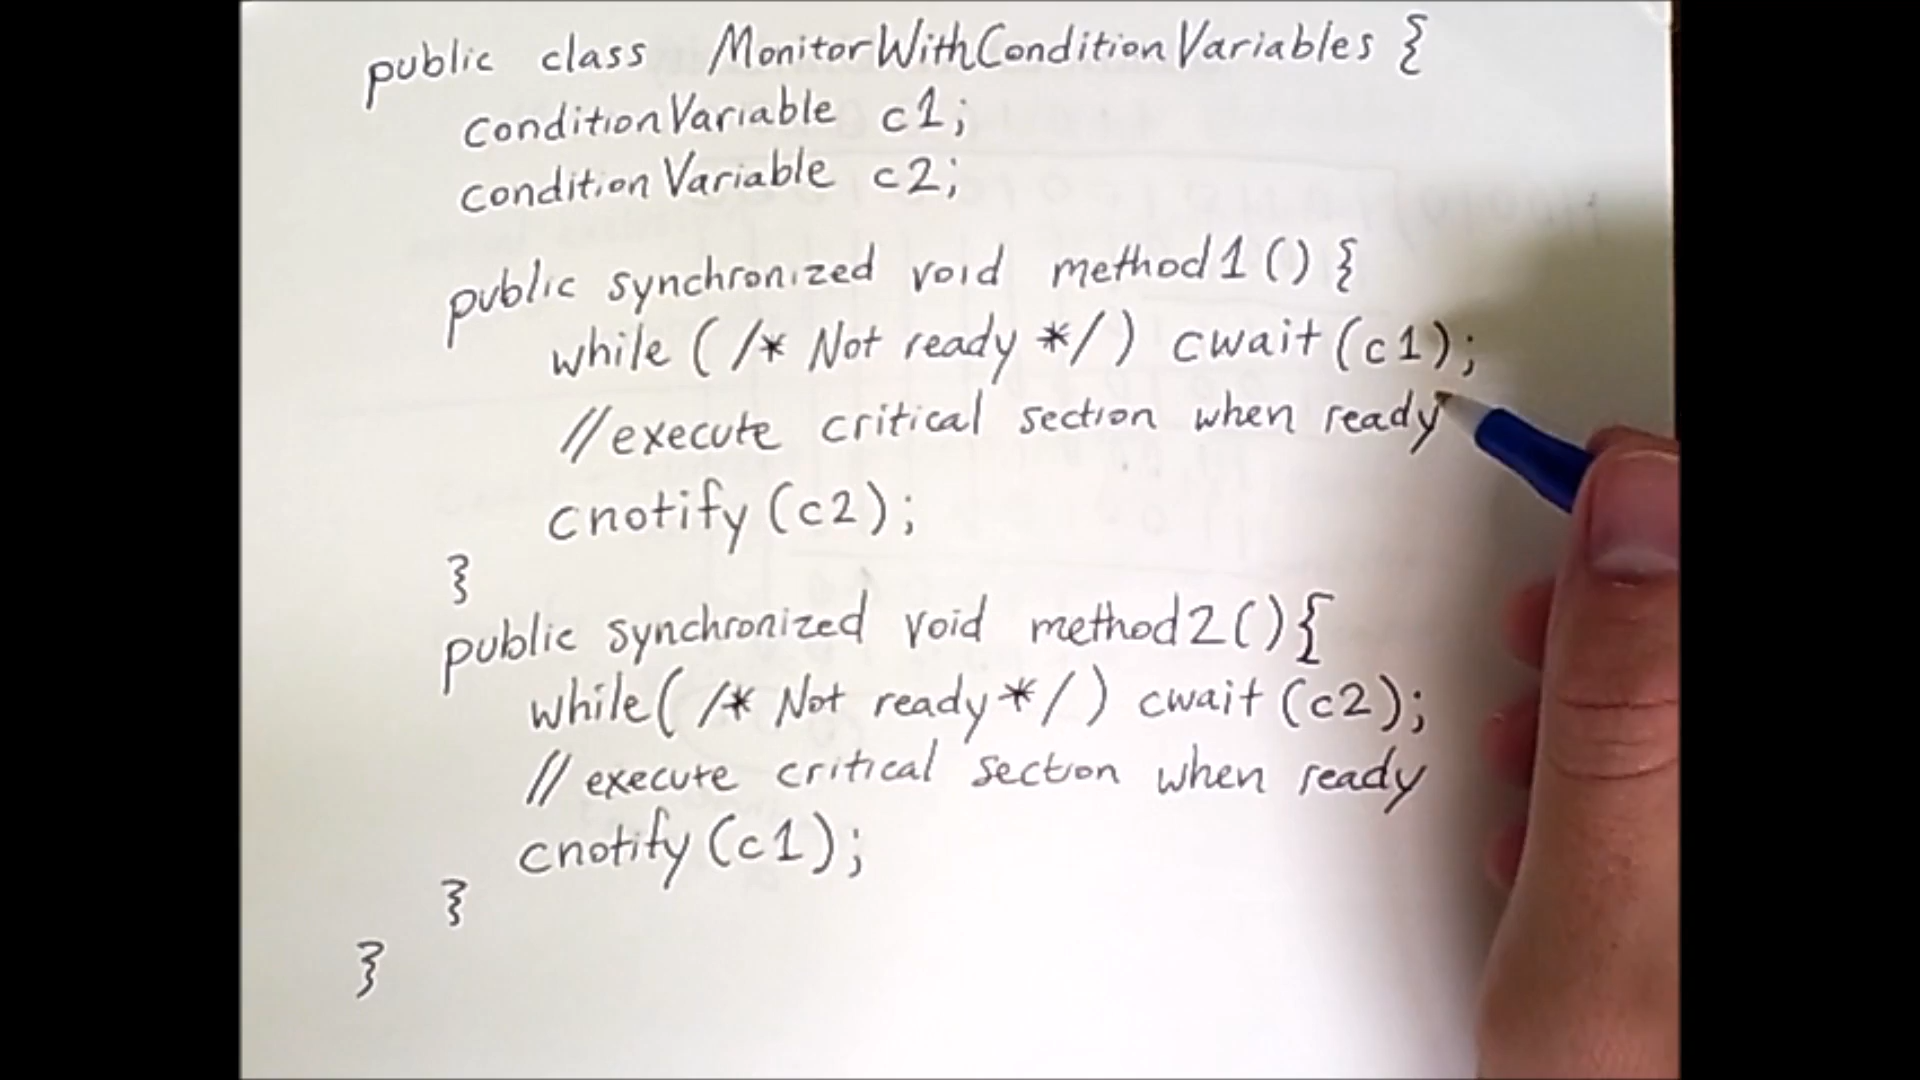 public class MonitorWithConditionVariables {
conditionVariable c1;
conditionVariable c2;
public synchronized void method1() {
while ( /* Not ready */ ) cwait(c1);
//execute critical section when ready
cnotify(c2);
}
public synchronized void method2(){
while( /* Not ready */ ) cwait(c2);
// execute critical section when ready
cnotify(c1);
}
}